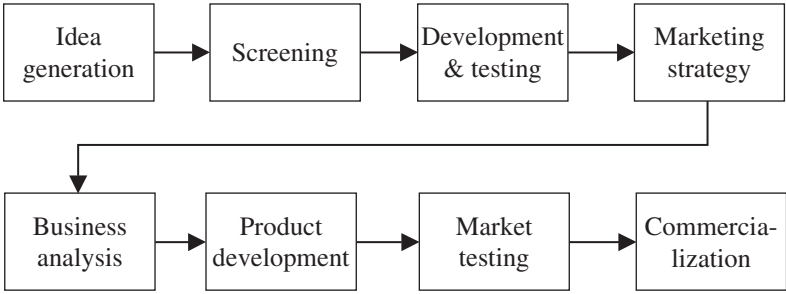 Idea
generation
Screening
Development
& testing
Marketing
strategy
Business
analysis
Product
development
Market
testing
Commercia-
lization